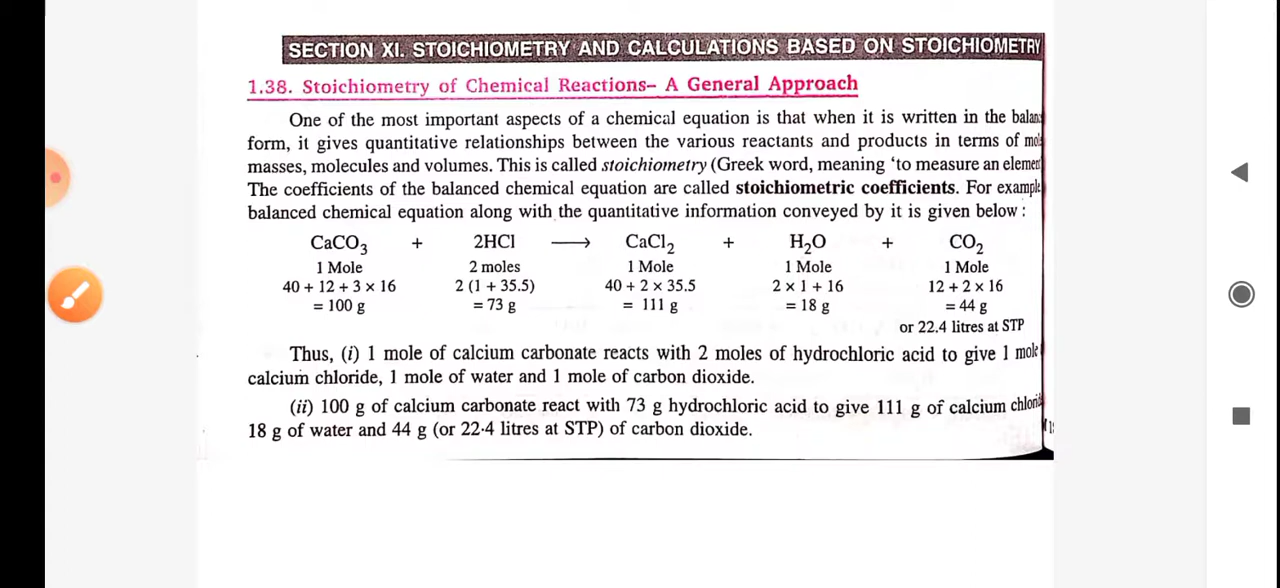 SECTION XI. STOICHIOMETRY AND CALCULATIONS BASED ON STOICHIOMETRY
1.38. Stoichiometry of Chemical Reactions– A General Approach
One of the most important aspects of a chemical equation is that when it is written in the
form, it gives quantitative relationships between the various reactants and products in terms of
masses, molecules and volumes. This is called stoichiometry (Greek word, meaning ‘to measure an
The coefficients of the balanced chemical equation are called stoichiometric coefficients. For
balanced chemical equation along with the quantitative information conveyed by it is given below :
CaCO₃ + 2HCl ⟶ CaCl₂ + H₂O + CO₂
1 Mole 2 moles 1 Mole 1 Mole 1 Mole
40 + 12 + 3 × 16 2 (1 + 35.5) 40 + 2 × 35.5 2 × 1 + 16 12 + 2 × 16
= 100 g = 73 g = 111 g = 18 g = 44 g
or 22.4 litres at STP
Thus, (i) 1 mole of calcium carbonate reacts with 2 moles of hydrochloric acid to give 1 mole
calcium chloride, 1 mole of water and 1 mole of carbon dioxide.
(ii) 100 g of calcium carbonate react with 73 g hydrochloric acid to give 111 g of calcium
18 g of water and 44 g (or 22·4 litres at STP) of carbon dioxide.